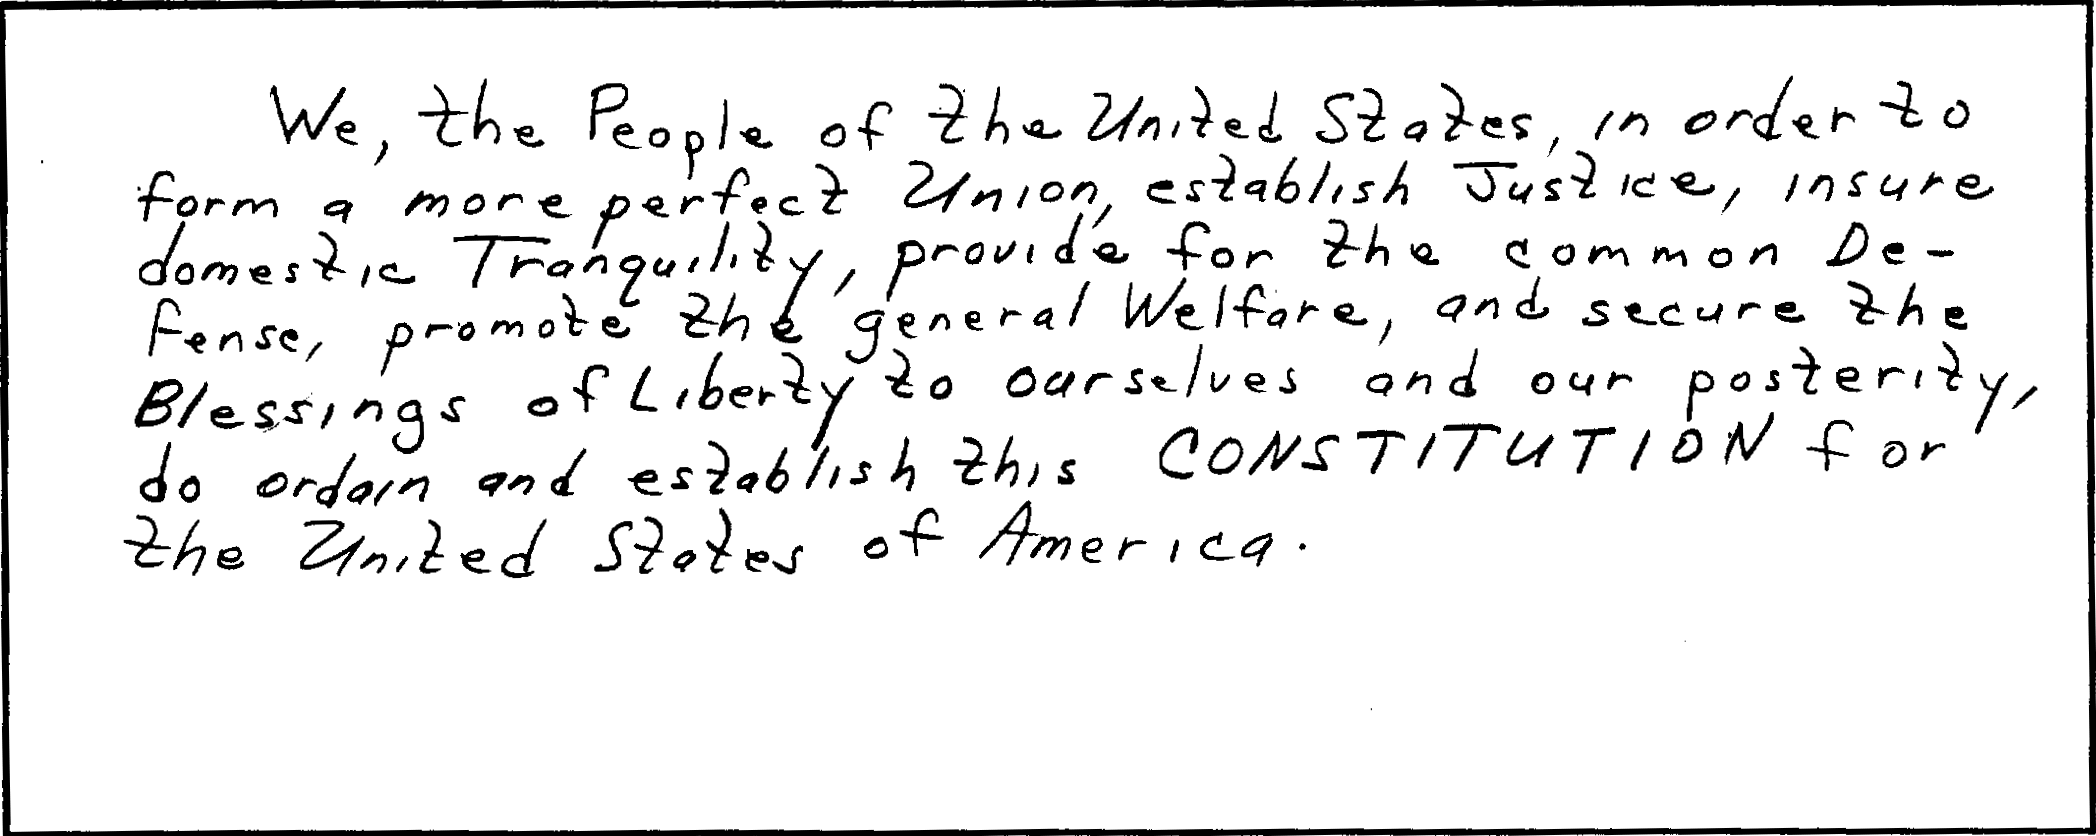 We, the People of the United States, in order to
form a more perfect Union, establish Justice, insure
domestic Tranquility, provide for the common De-
fense, promote the general Welfare, and secure the
Blessings of Liberty to ourselves and our posterity,
do ordain and establish this CONSTITUTION for
the United States of America.